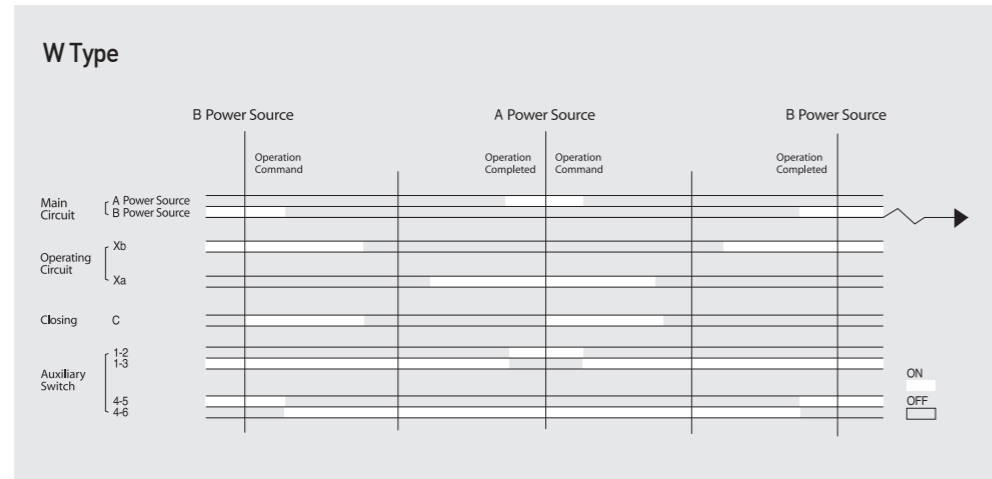 W Type
B Power Source
A Power Source
B Power Source
Operation
Command
Operation
Completed
Operation
Command
Operation
Completed
Main
Circuit
A Power Source
B Power Source
Operating
Circuit
Xb
Xa
Closing
C
Auxiliary
Switch
1-2
1-3
4-5
4-6
ON
OFF